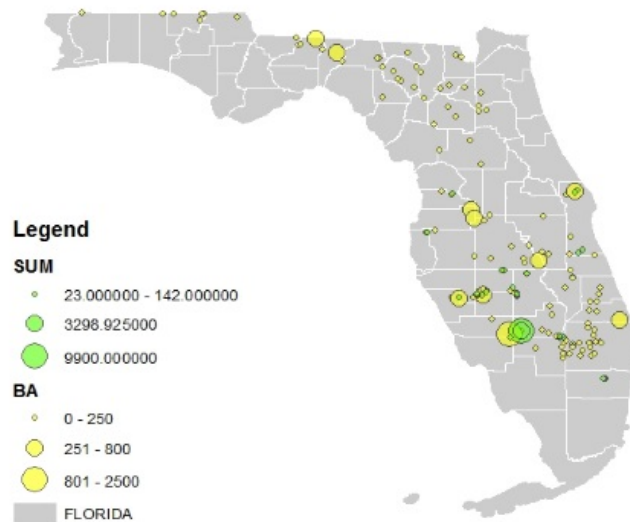 Legend
SUM
23.000000 - 142.000000
3298.925000
9900.000000
BA
0 - 250
251 - 800
801 - 2500
FLORIDA